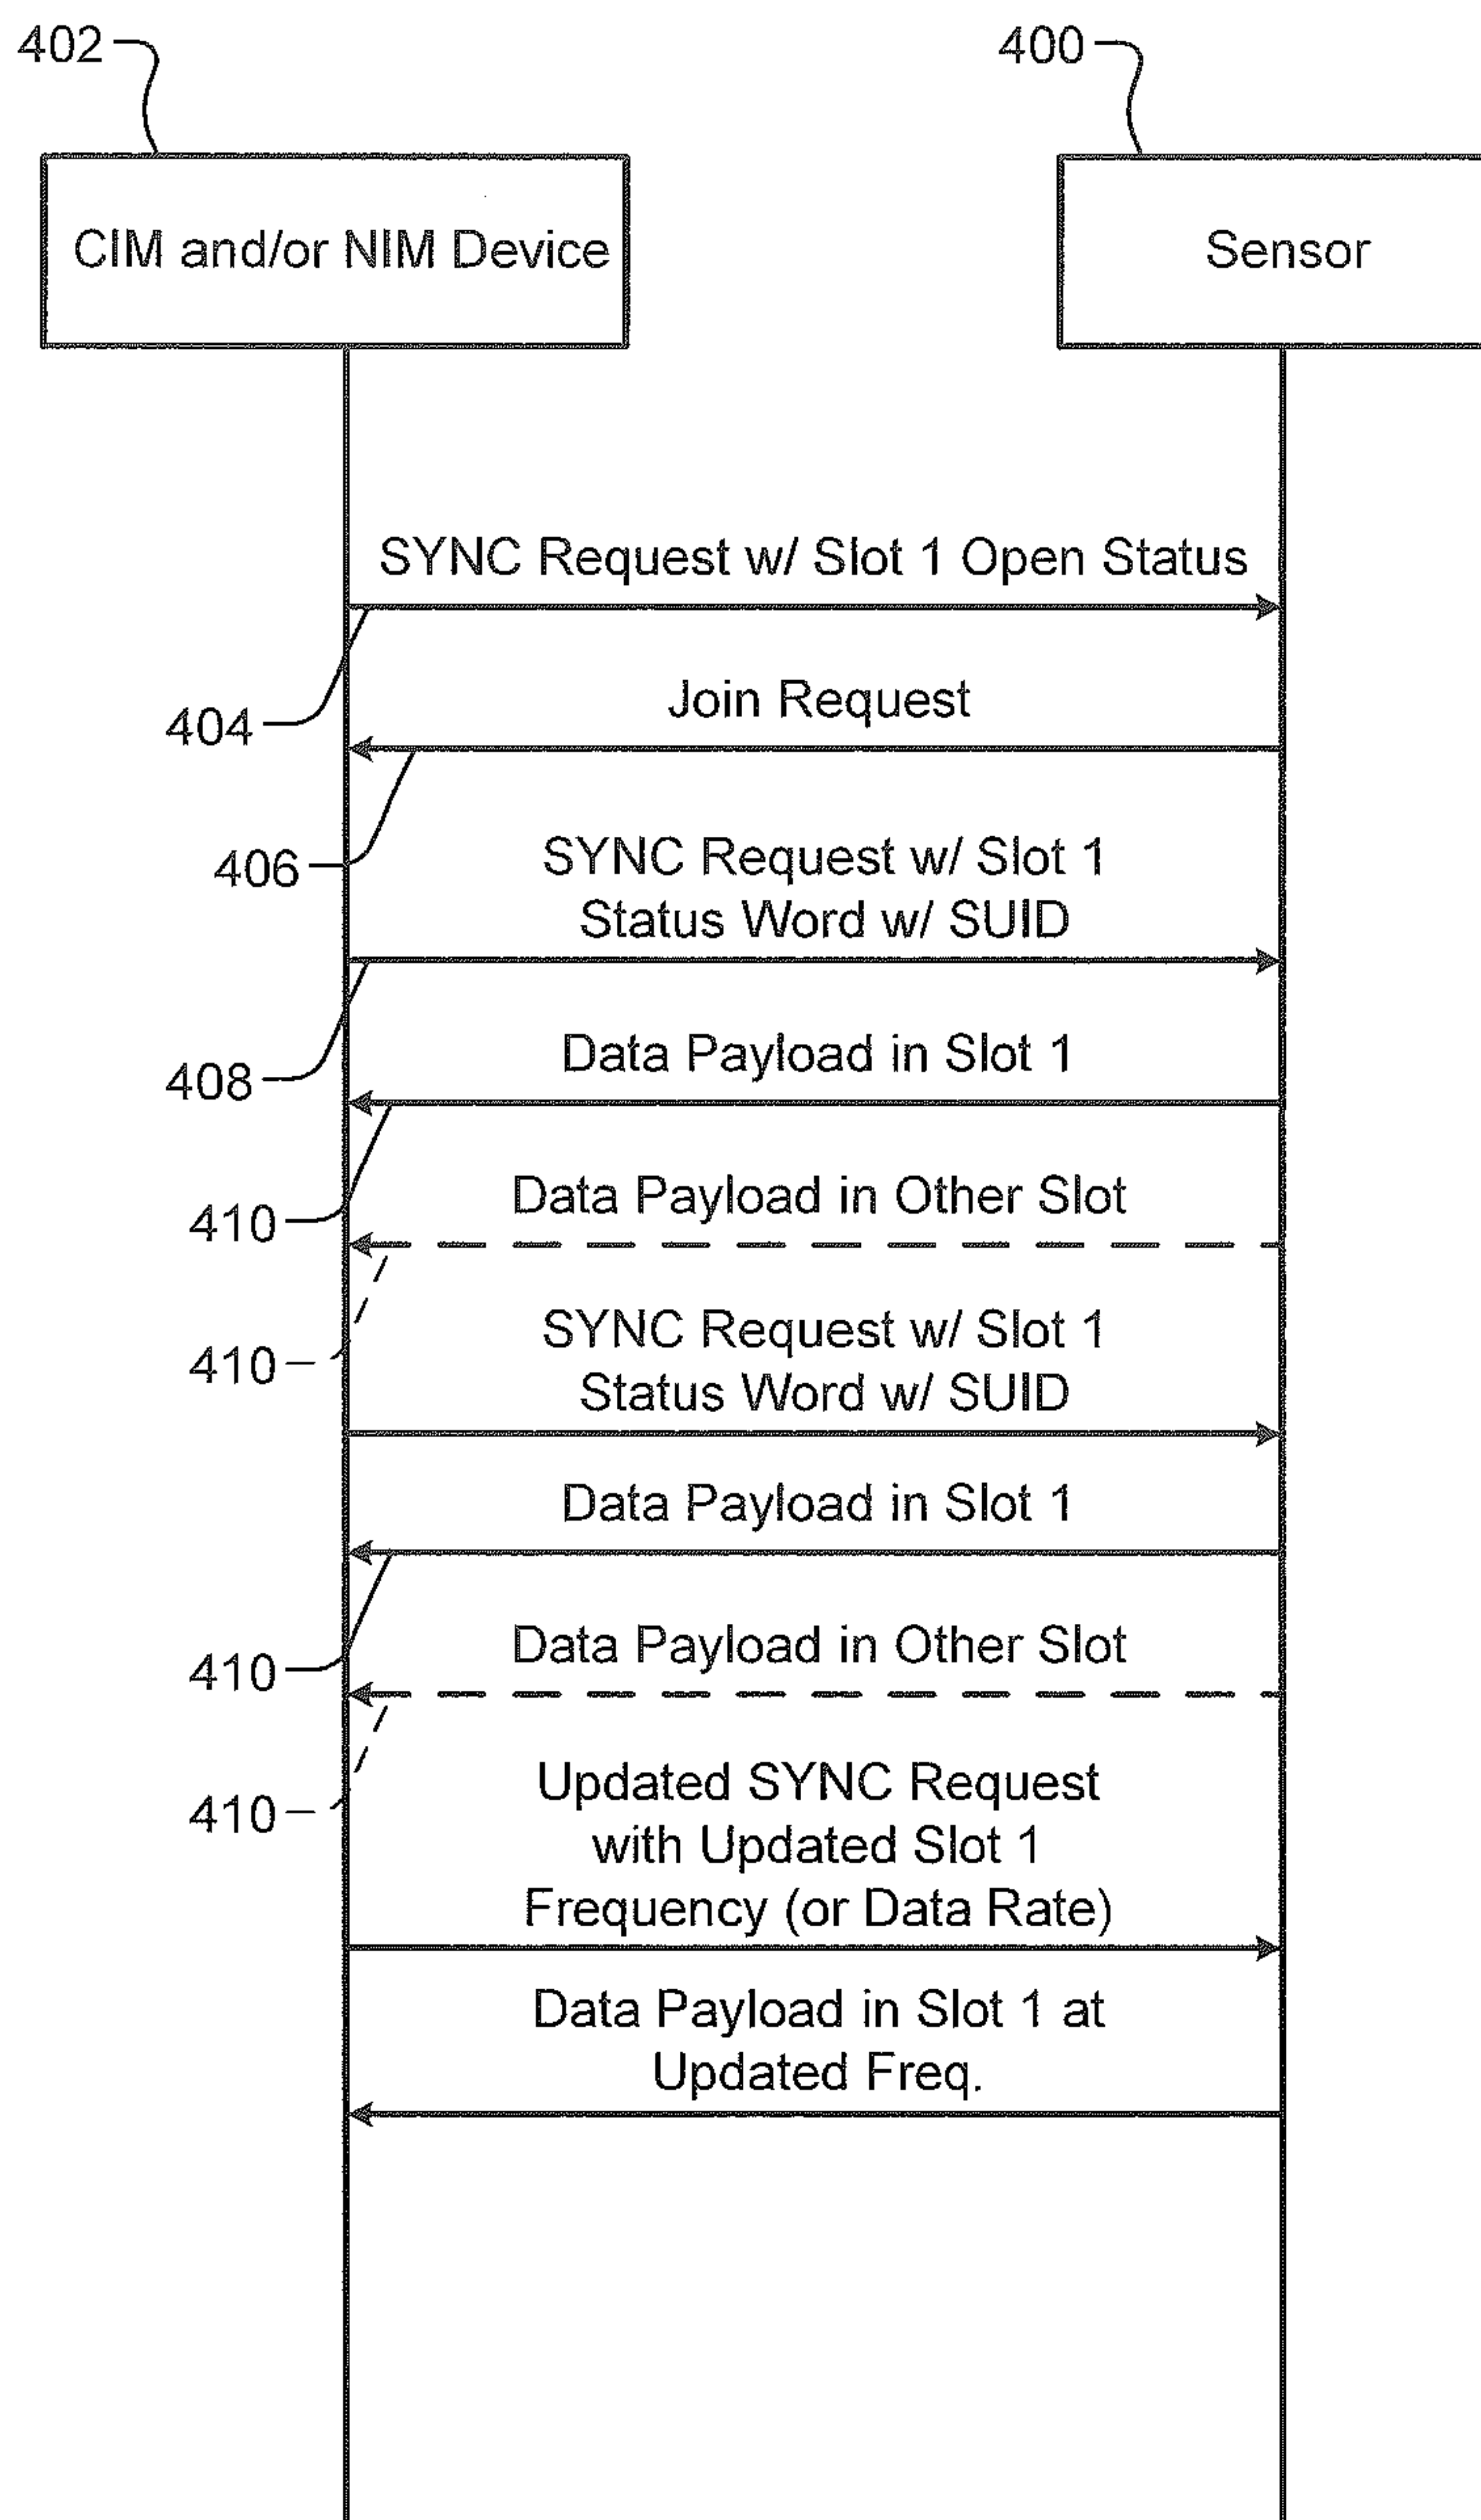 402
400
CIM and/or NIM Device
Sensor
SYNC Request w/ Slot 1 Open Status
404
Join Request
406
SYNC Request w/ Slot 1
Status Word w/ SUID
408
Data Payload in Slot 1
410
Data Payload in Other Slot
410
SYNC Request w/ Slot 1
Status Word w/ SUID
Data Payload in Slot 1
410
Data Payload in Other Slot
410
Updated SYNC Request
with Updated Slot 1
Frequency (or Data Rate)
Data Payload in Slot 1 at
Updated Freq.